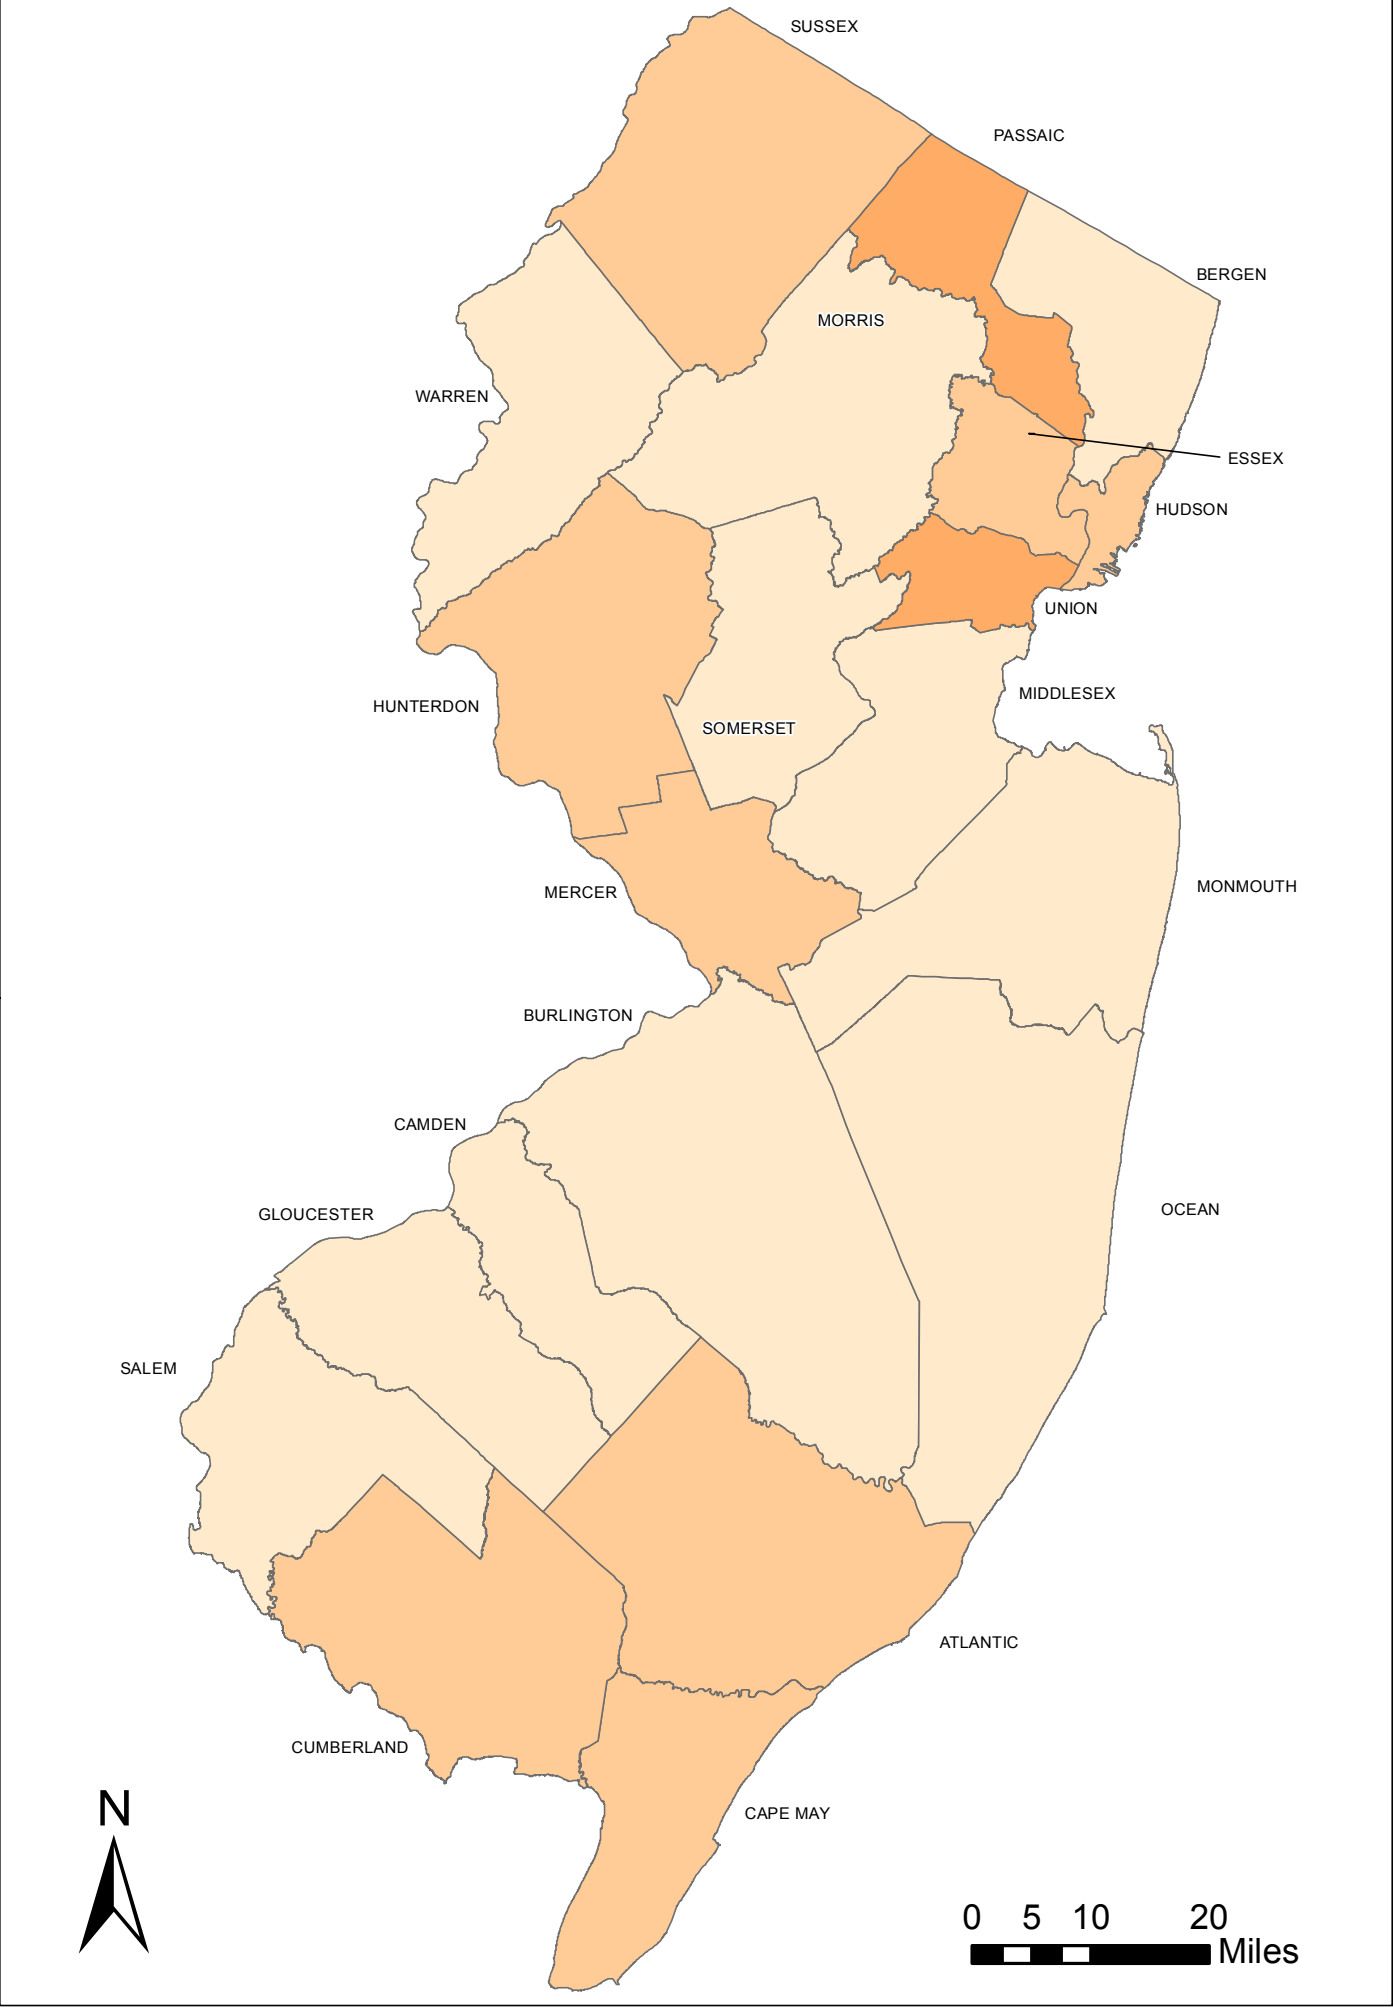 SUSSEX
PASSAIC
BERGEN
MORRIS
WARREN
ESSEX
HUDSON
UNION
MIDDLESEX
HUNTERDON
SOMERSET
MONMOUTH
MERCER
BURLINGTON
CAMDEN
OCEAN
GLOUCESTER
SALEM
ATLANTIC
CUMBERLAND
CAPE MAY
N
0 5 10 20
Miles